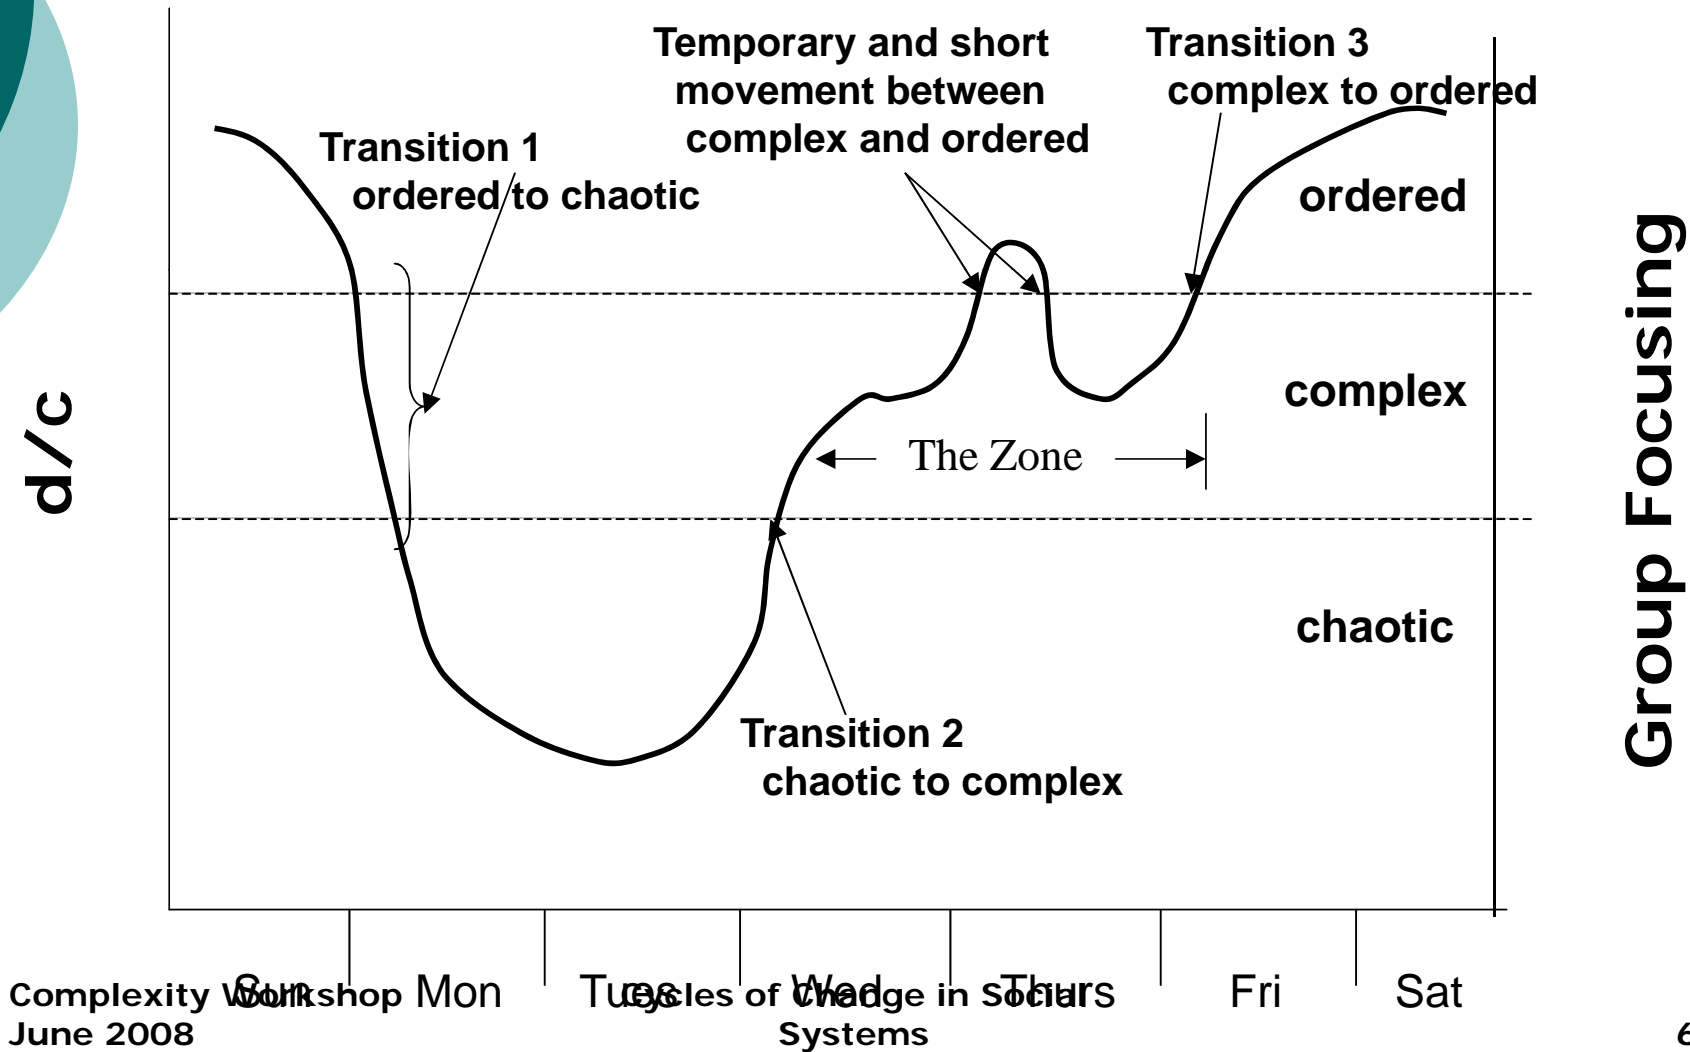 Temporary and short
movement between
complex and ordered
Transition 3
complex to ordered
Transition 1
ordered to chaotic
ordered
complex
The Zone
chaotic
Transition 2
chaotic to complex
d/c
Group Focusing
Sun Mon Tues Wed Thurs Fri Sat
Complexity Workshop
June 2008
Cycles of Change in Social
Systems
6